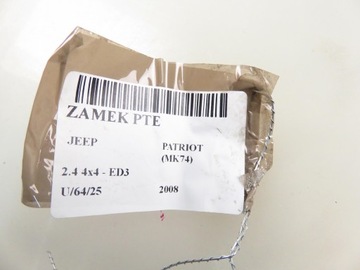 ZAMEK PTE
JEEP PATRIOT
(MK74)
2.4 4x4 - ED3
U/64/25 2008